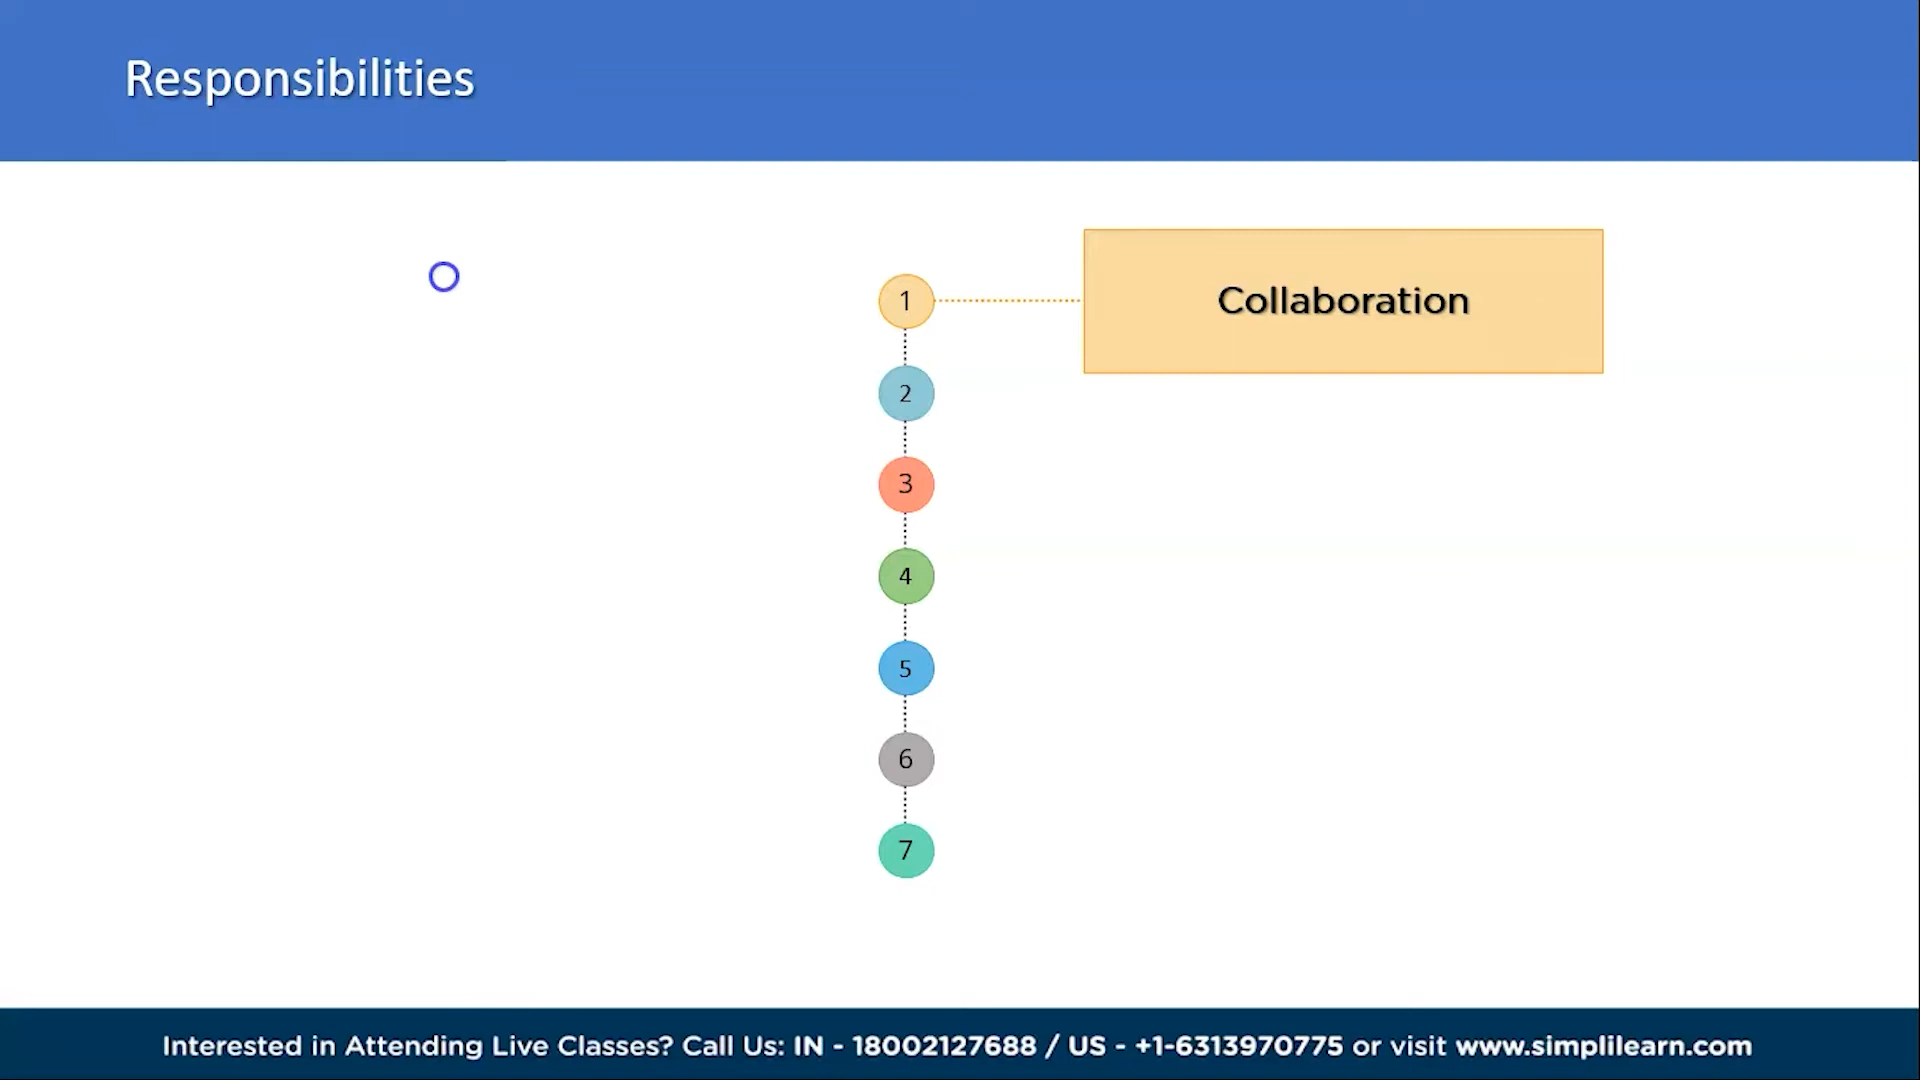 Responsibilities
1
Collaboration
2
3
4
5
6
7
Interested in Attending Live Classes? Call Us: IN - 18002127688 / US - +1-6313970775 or visit www.simplilearn.com